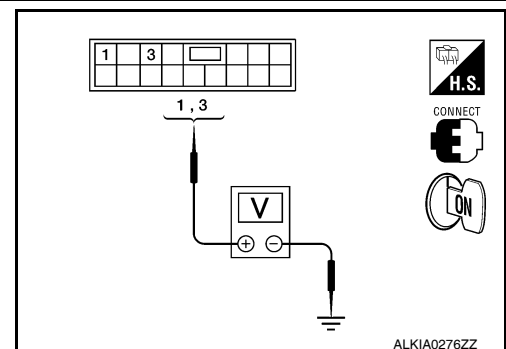 1 3
H.S.
1 , 3
CONNECT
V
ON
+ −
ALKIA0276ZZ